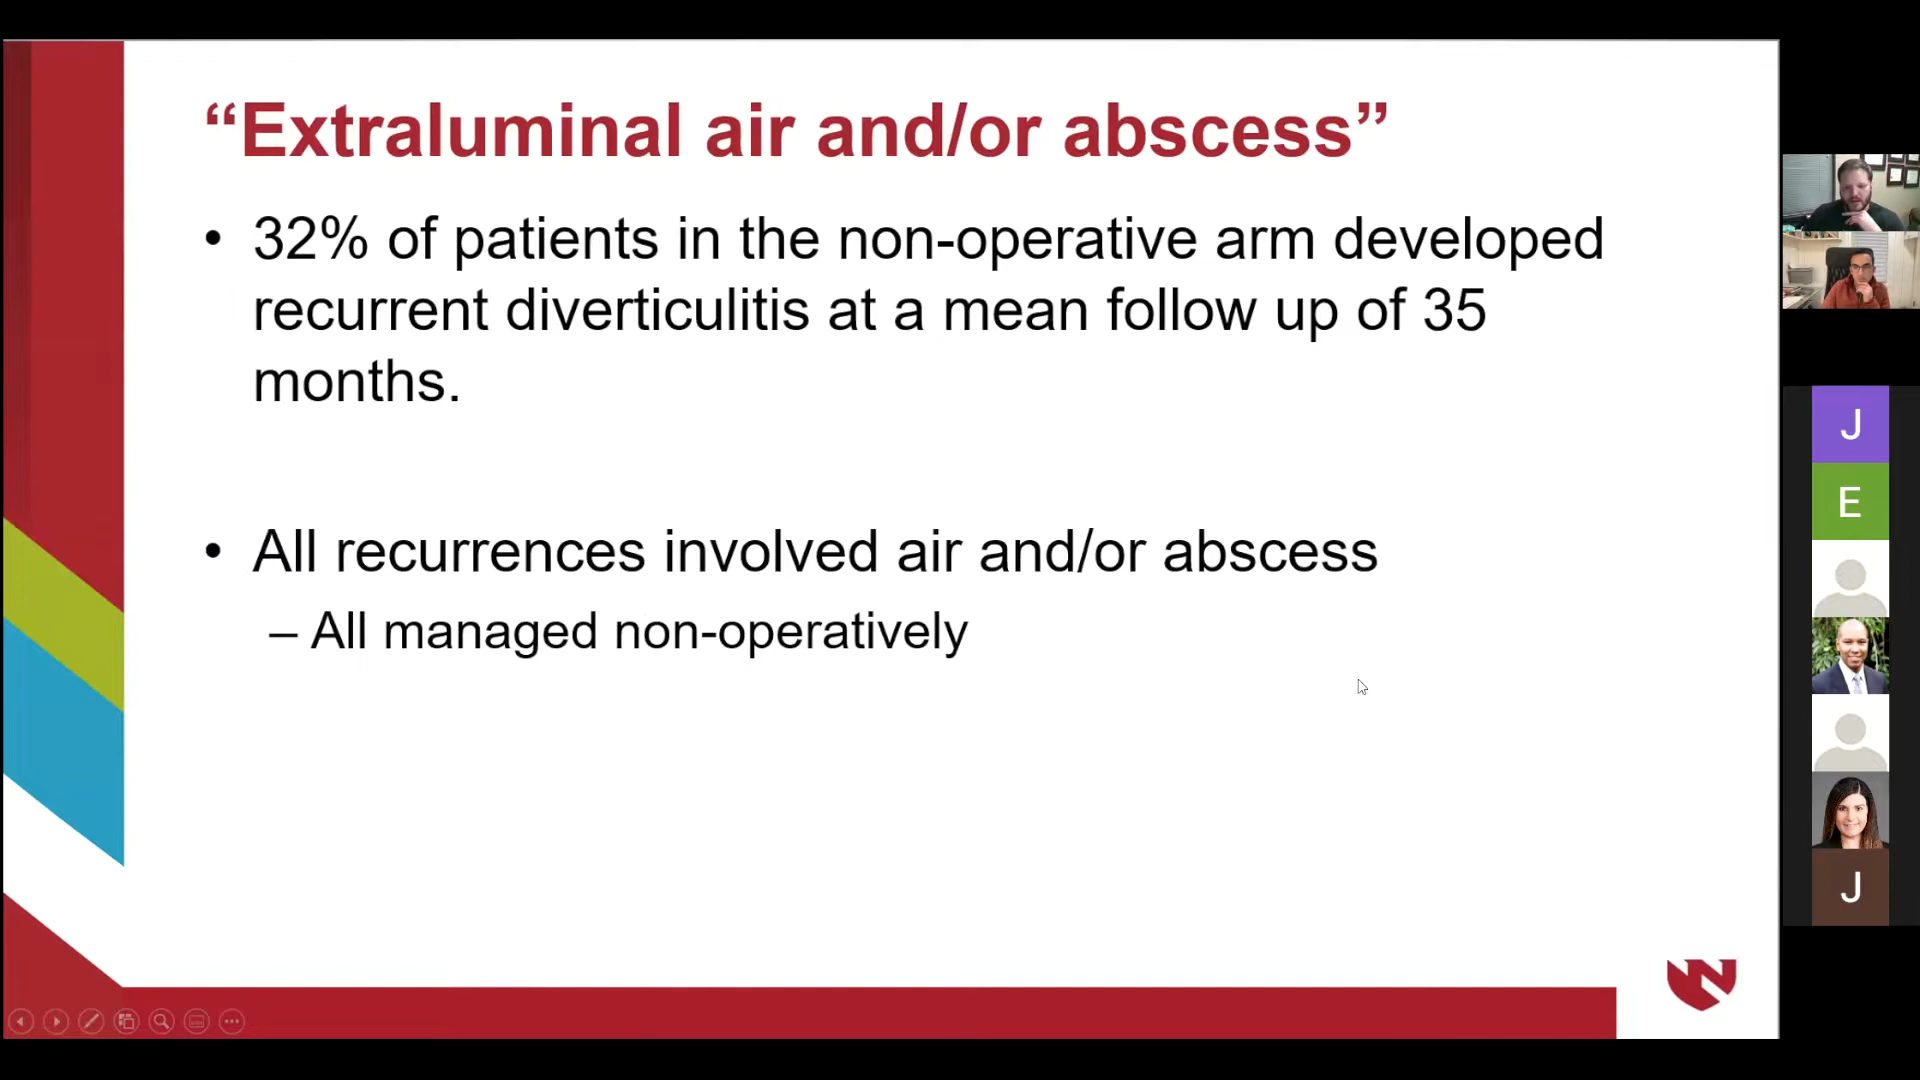 “Extraluminal air and/or abscess”
• 32% of patients in the non-operative arm developed
recurrent diverticulitis at a mean follow up of 35
months.
• All recurrences involved air and/or abscess
– All managed non-operatively
J
E
J